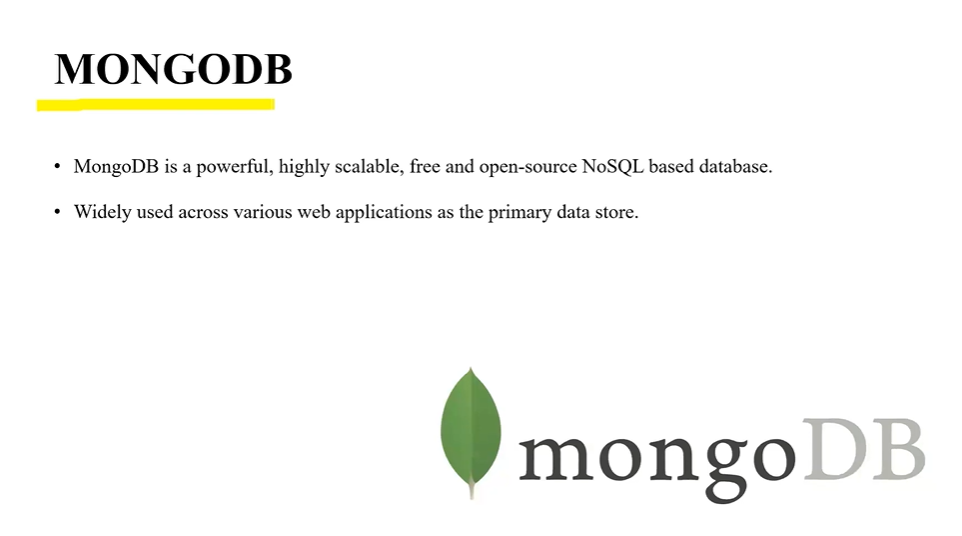 MONGODB
• MongoDB is a powerful, highly scalable, free and open-source NoSQL based database.
• Widely used across various web applications as the primary data store.
mongoDB